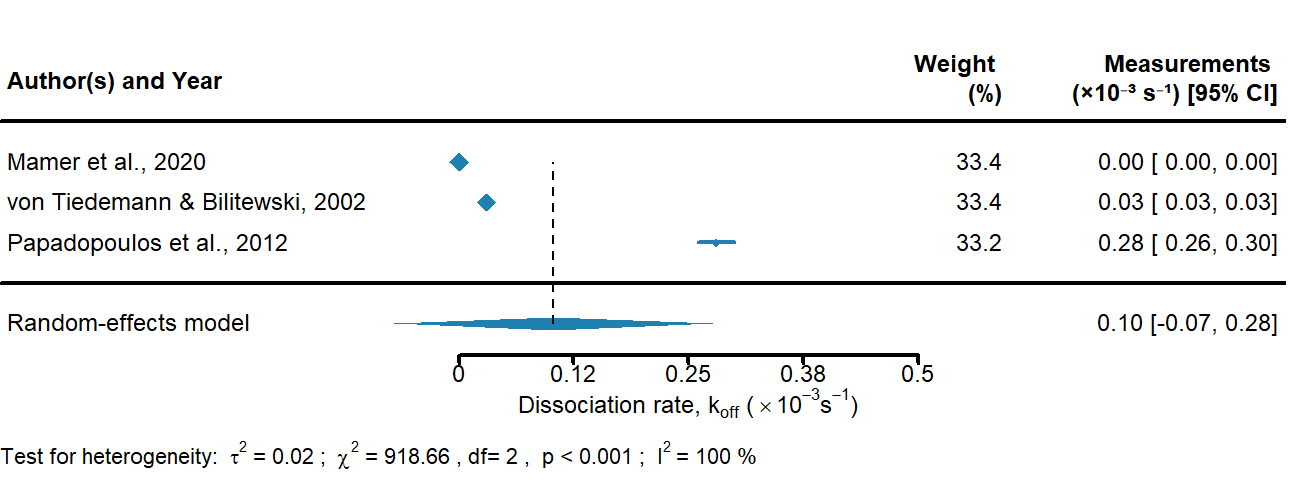 Author(s) and Year Weight (%) Measurements (×10⁻³ s⁻¹) [95% CI]
Mamer et al., 2020 33.4 0.00 [ 0.00, 0.00]
von Tiedemann & Bilitewski, 2002 33.4 0.03 [ 0.03, 0.03]
Papadopoulos et al., 2012 33.2 0.28 [ 0.26, 0.30]
Random-effects model 0.10 [-0.07, 0.28]
0 0.12 0.25 0.38 0.5
Dissociation rate, k_off ( × 10⁻³s⁻¹)
Test for heterogeneity: τ² = 0.02 ; χ² = 918.66 , df= 2 , p < 0.001 ; I² = 100 %